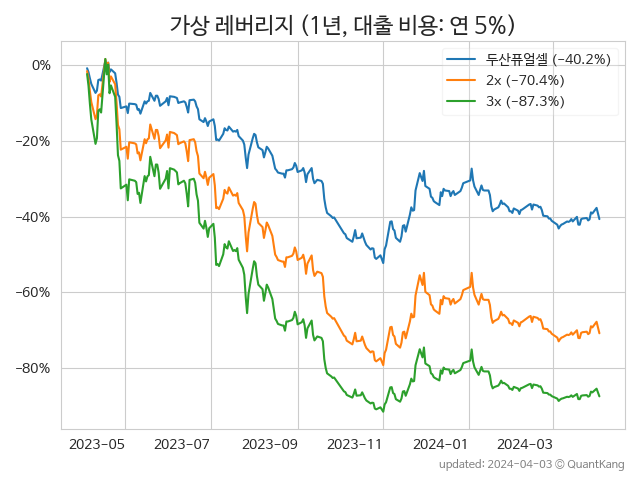 가상 레버리지 (1년, 대출 비용: 연 5%)
두산퓨얼셀 (−40.2%)
2x (−70.4%)
3x (−87.3%)
0%
−20%
−40%
−60%
−80%
2023-05 2023-07 2023-09 2023-11 2024-01 2024-03
updated: 2024-04-03 © QuantKang